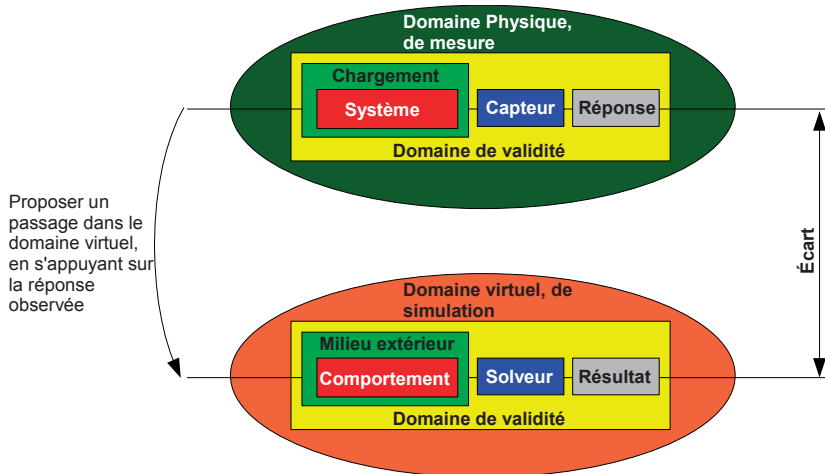 Domaine Physique,
de mesure
Chargement
Système
Capteur
Réponse
Domaine de validité
Proposer un
passage dans le
domaine virtuel,
en s'appuyant sur
la réponse
observée
Écart
Domaine virtuel, de
simulation
Milieu extérieur
Comportement
Solveur
Résultat
Domaine de validité